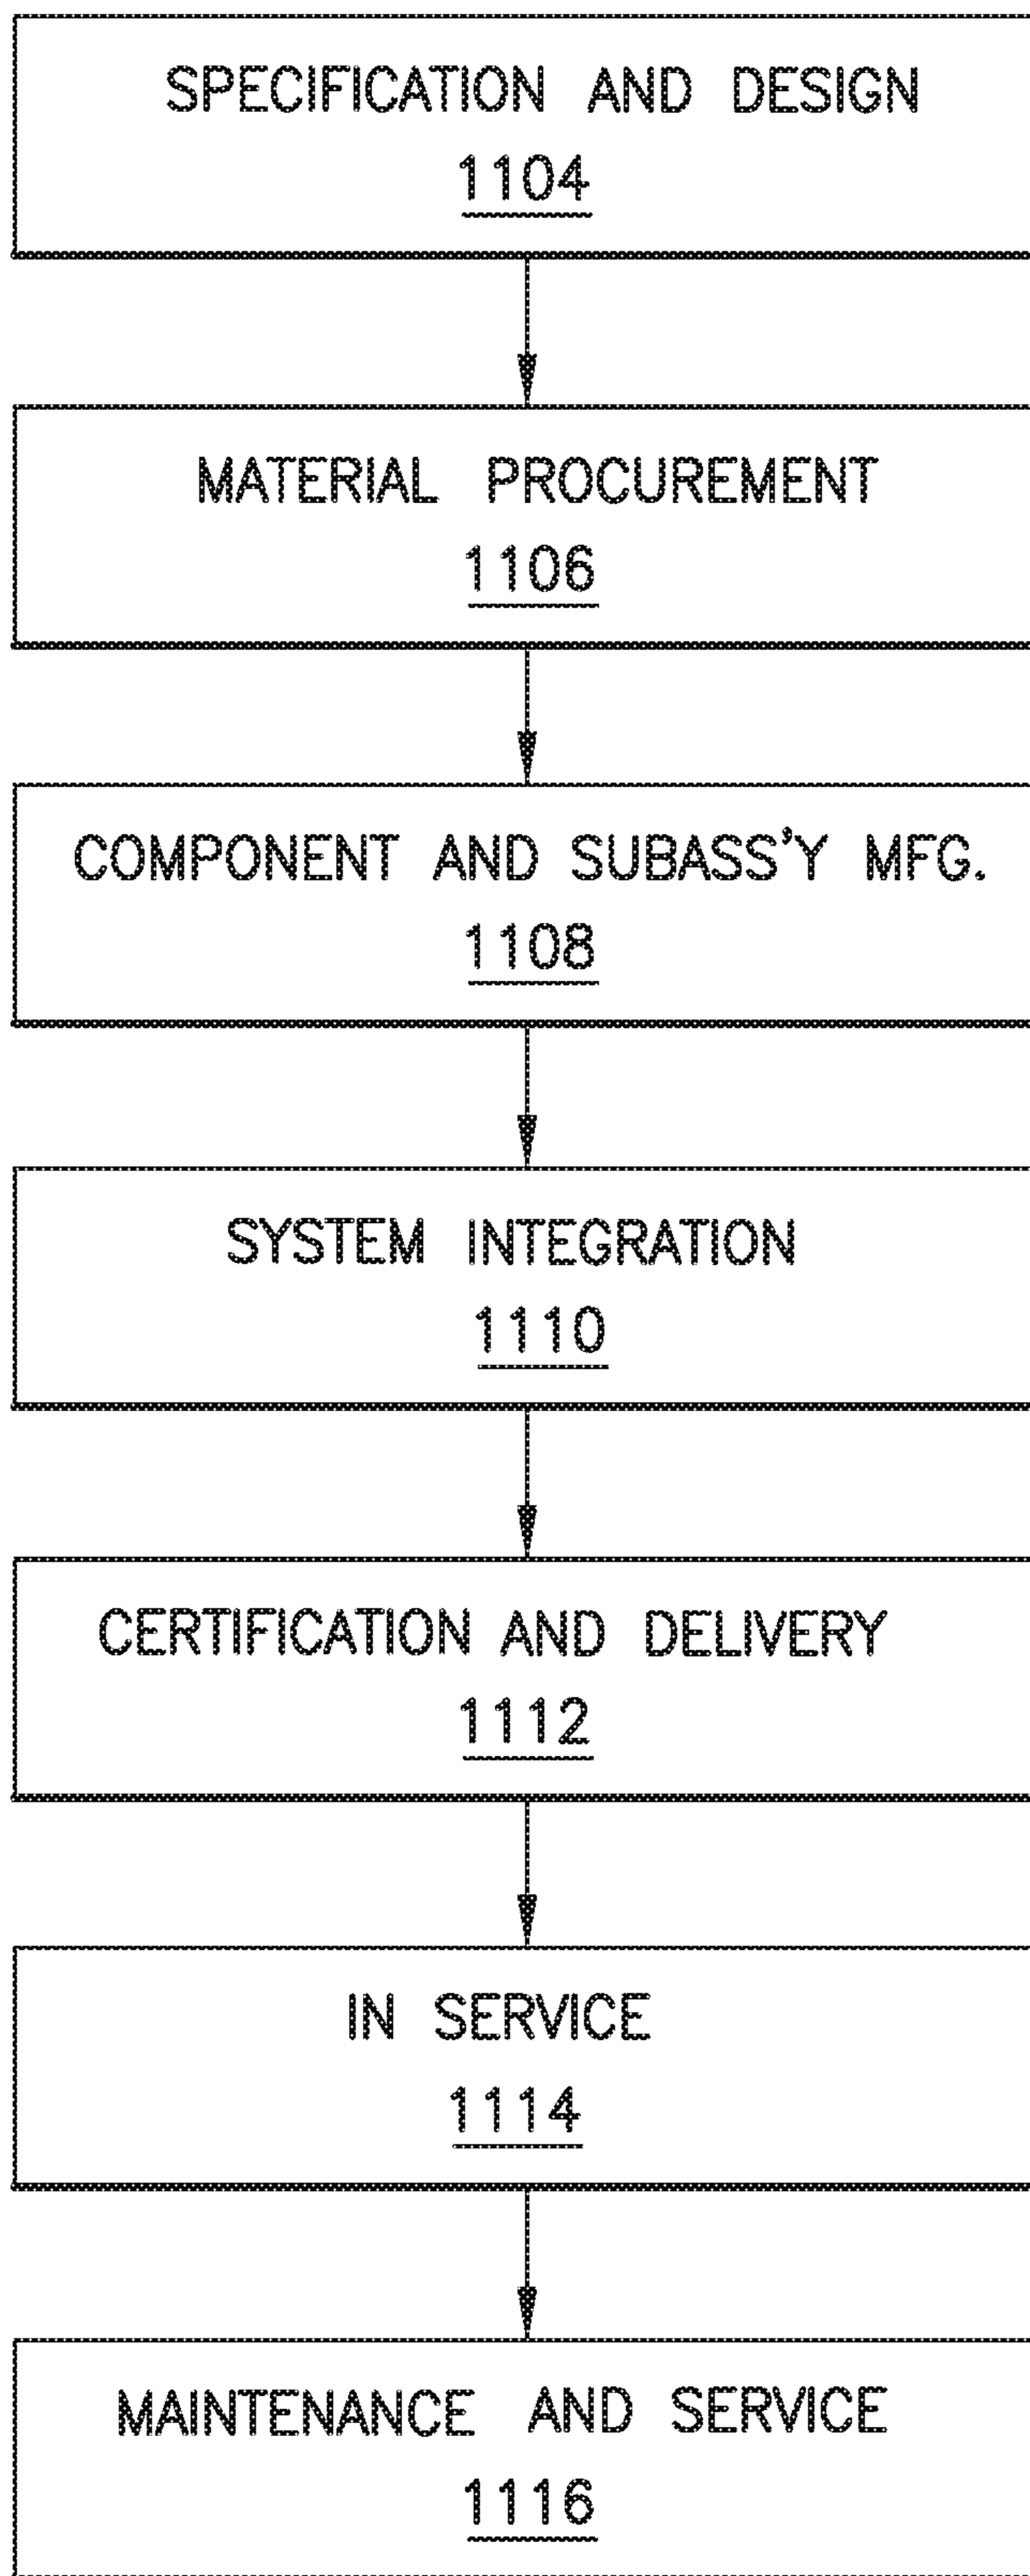 SPECIFICATION AND DESIGN
1104
MATERIAL PROCUREMENT
1106
COMPONENT AND SUBASS'Y MFG.
1108
SYSTEM INTEGRATION
1110
CERTIFICATION AND DELIVERY
1112
IN SERVICE
1114
MAINTENANCE AND SERVICE
1116